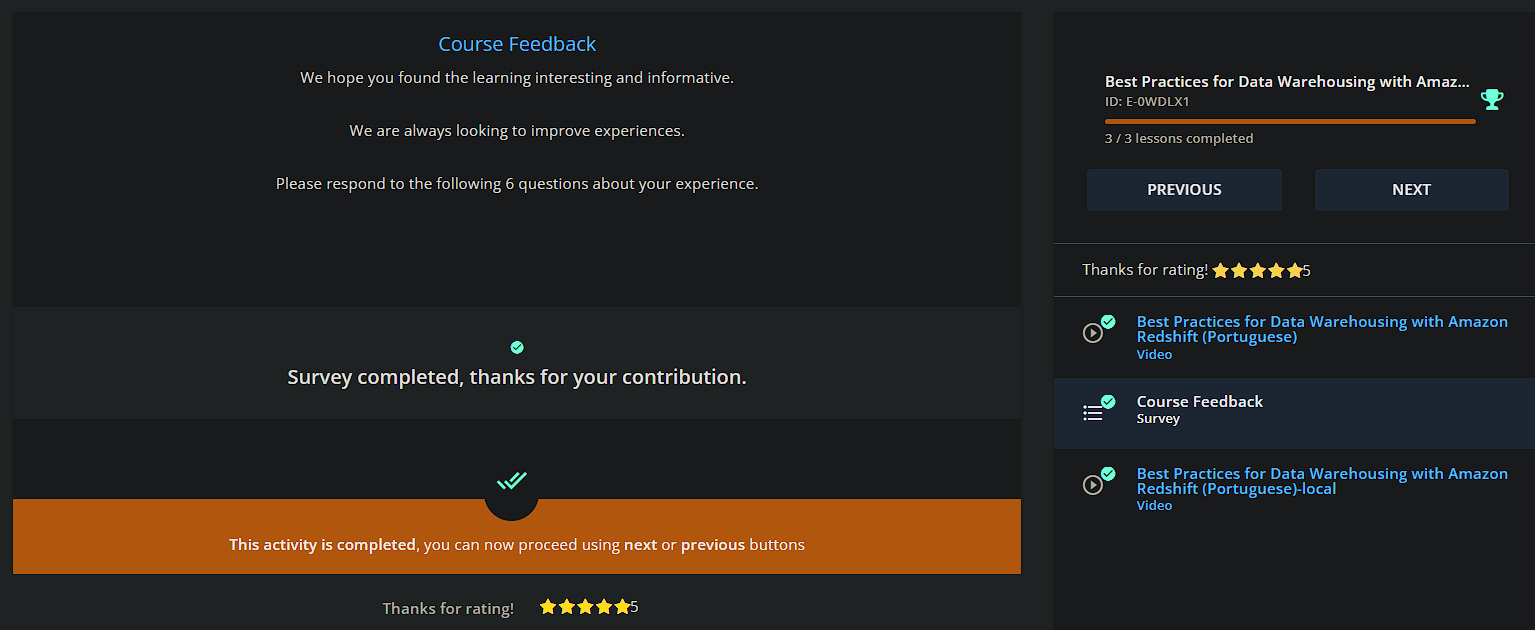 Course Feedback
We hope you found the learning interesting and informative.
We are always looking to improve experiences.
Please respond to the following 6 questions about your experience.
Survey completed, thanks for your contribution.
This activity is completed, you can now proceed using next or previous buttons
Thanks for rating! 5
Best Practices for Data Warehousing with Amaz...
ID: E-0WDLX1
3 / 3 lessons completed
PREVIOUS NEXT
Thanks for rating! 5
Best Practices for Data Warehousing with Amazon
Redshift (Portuguese)
Video
Course Feedback
Survey
Best Practices for Data Warehousing with Amazon
Redshift (Portuguese)-local
Video